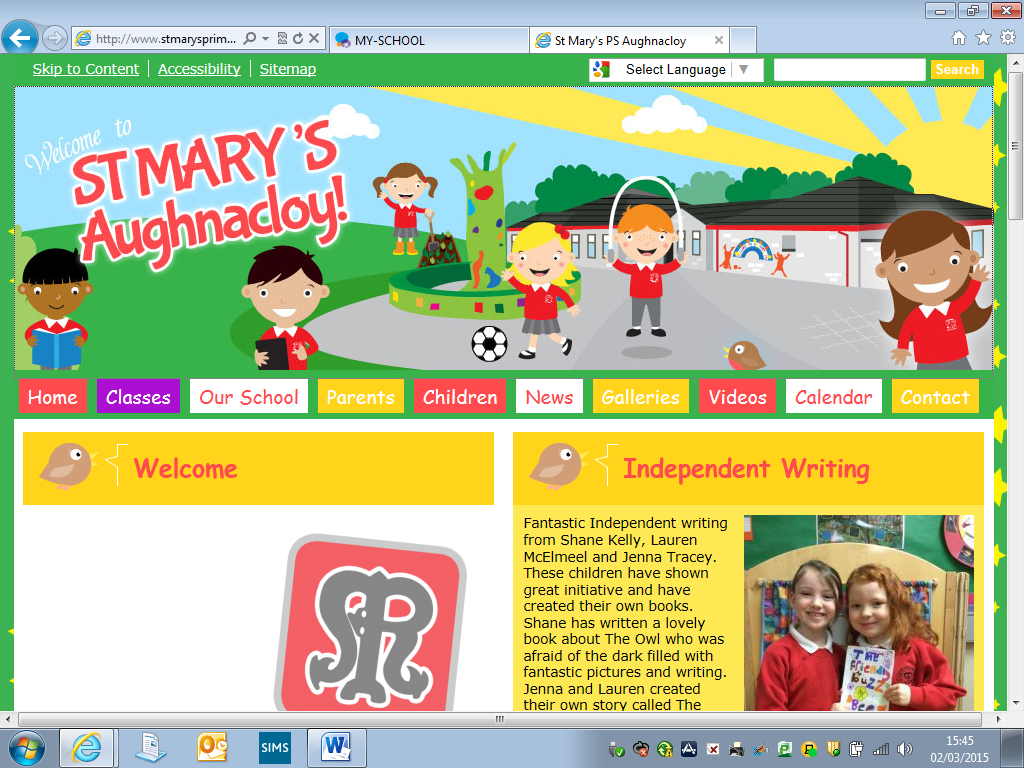 http://www.stmarysprim...
MY-SCHOOL
St Mary's PS Aughnacloy
Skip to Content
Accessibility
Sitemap
Select Language
Search
Welcome to
ST MARY'S
Aughnacloy!
Home
Classes
Our School
Parents
Children
News
Galleries
Videos
Calendar
Contact
Welcome
Independent Writing
Fantastic Independent writing
from Shane Kelly, Lauren
McElmeel and Jenna Tracey.
These children have shown
great initiative and have
created their own books.
Shane has written a lovely
book about The Owl who was
afraid of the dark filled with
fantastic pictures and writing.
Jenna and Lauren created
their own story called The
The
Friendly
Buzz
Bee
SIMS
15:45
02/03/2015